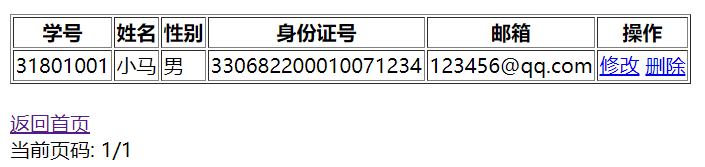 学号 姓名 性别 身份证号 邮箱 操作
31801001 小马 男 330682200010071234 123456@qq.com 修改 删除
返回首页
当前页码: 1/1